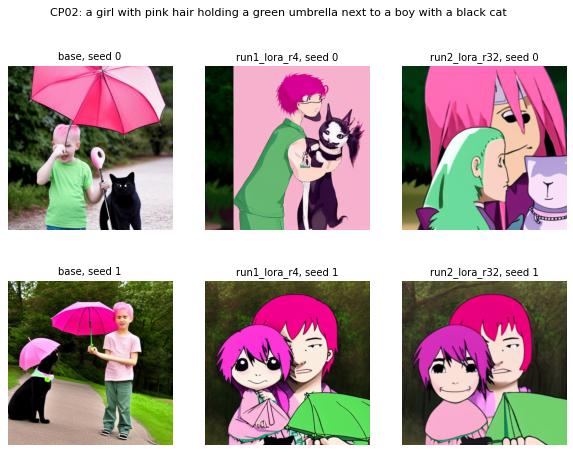 CP02: a girl with pink hair holding a green umbrella next to a boy with a black cat
base, seed 0
run1_lora_r4, seed 0
run2_lora_r32, seed 0
base, seed 1
run1_lora_r4, seed 1
run2_lora_r32, seed 1